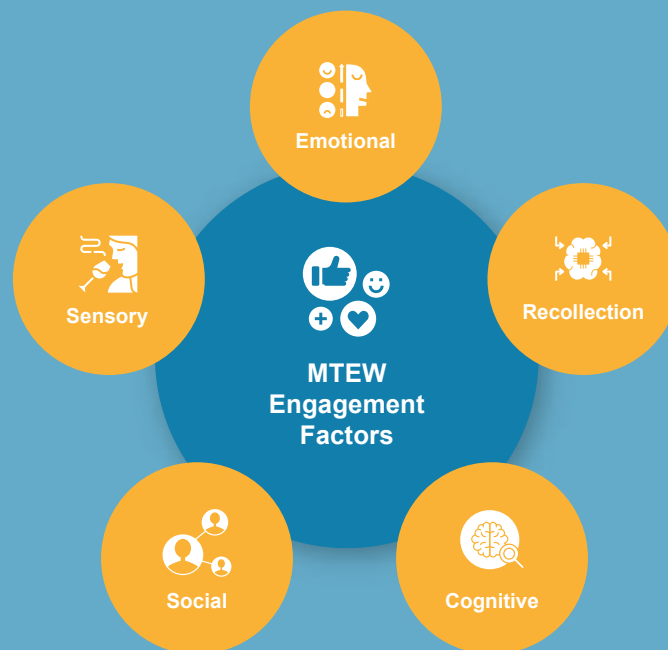 Emotional
Sensory
Recollection
MTEW
Engagement
Factors
Social
Cognitive